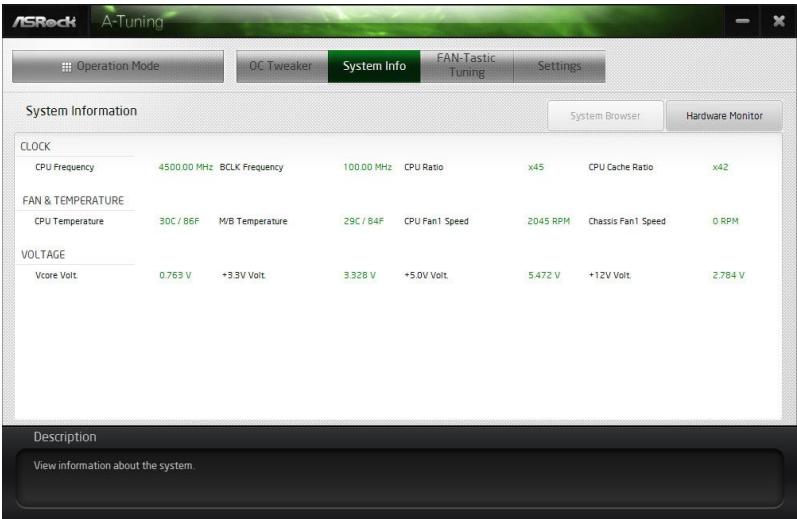 ASRock A-Tuning
Operation Mode OC Tweaker System Info FAN-Tastic Tuning Settings
System Information System Browser Hardware Monitor
CLOCK
CPU Frequency 4500.00 MHz BCLK Frequency 100.00 MHz CPU Ratio x45 CPU Cache Ratio x42
FAN & TEMPERATURE
CPU Temperature 30C / 86F M/B Temperature 29C / 84F CPU Fan1 Speed 2045 RPM Chassis Fan1 Speed 0 RPM
VOLTAGE
Vcore Volt. 0.763 V +3.3V Volt. 3.328 V +5.0V Volt. 5.472 V +12V Volt. 2.784 V
Description
View information about the system.